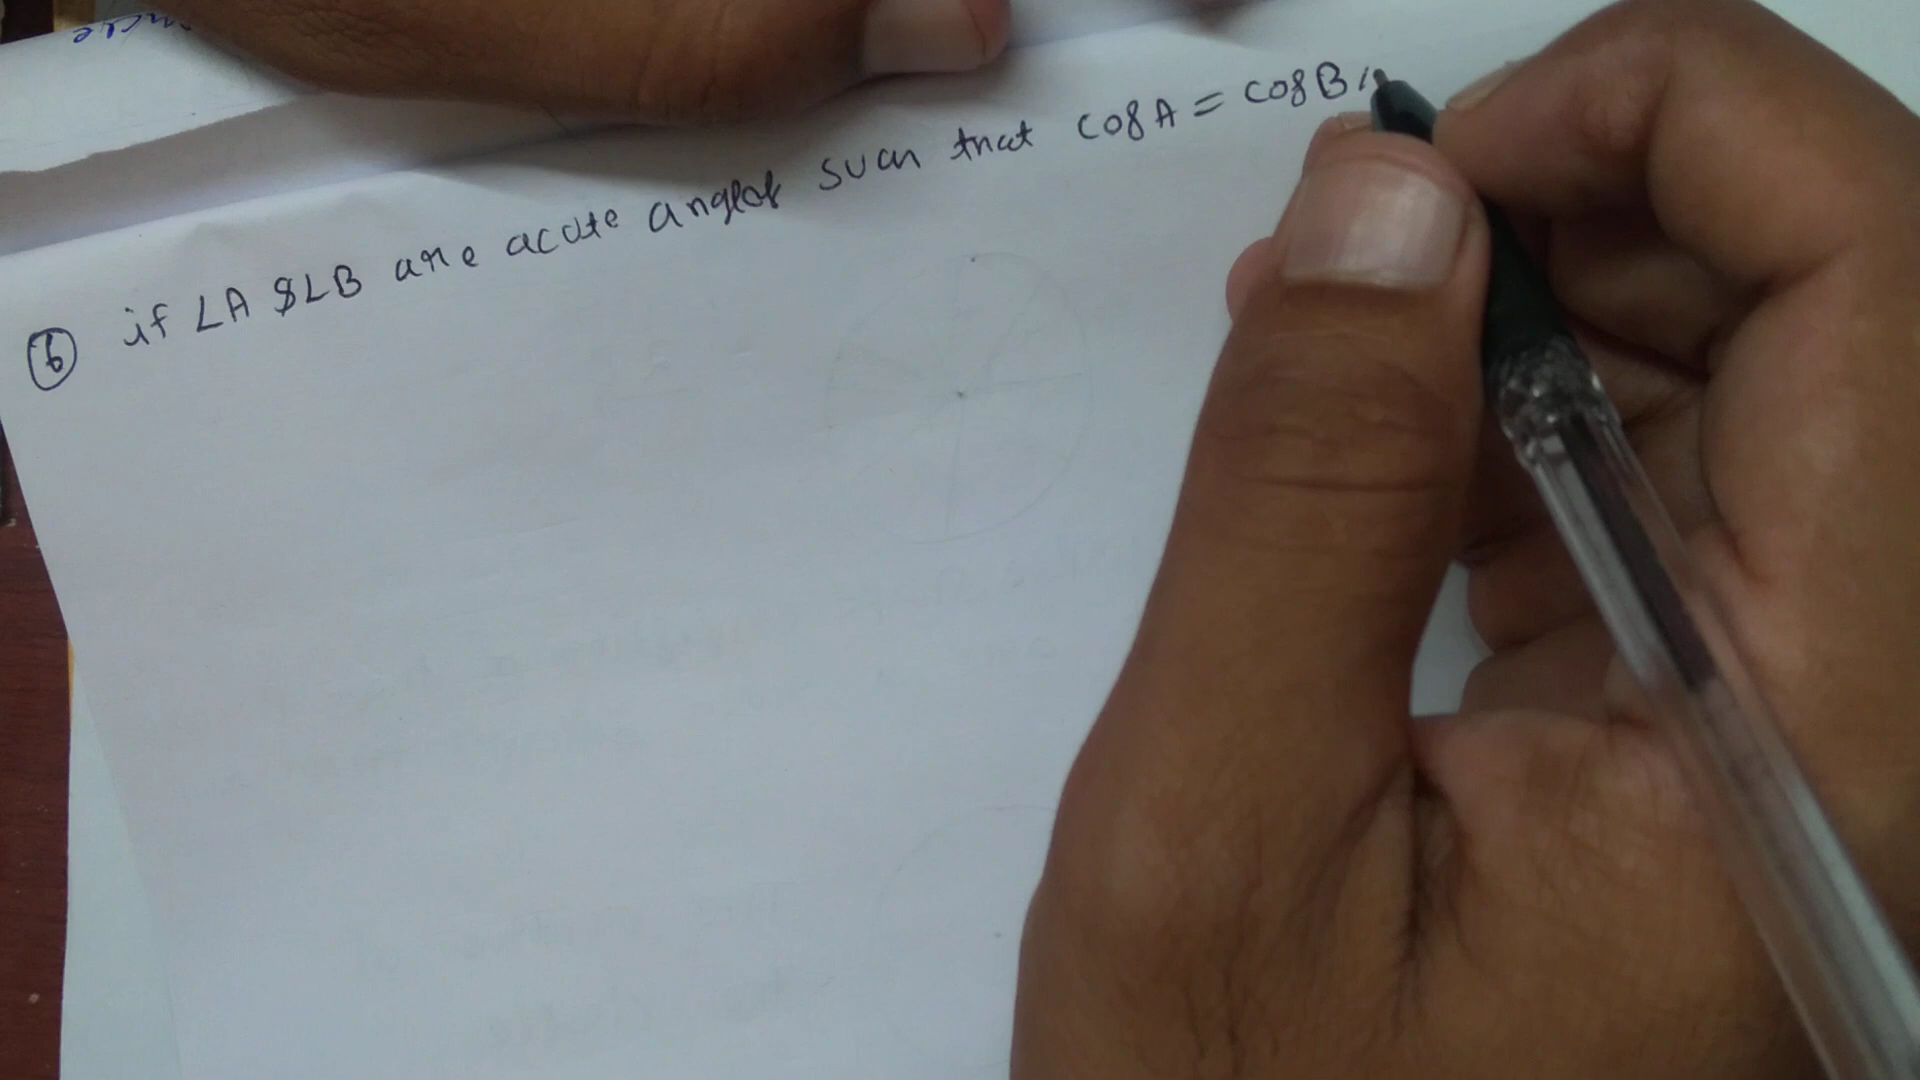 6 if ∠A & ∠B are acute angles such that cos A = cos B